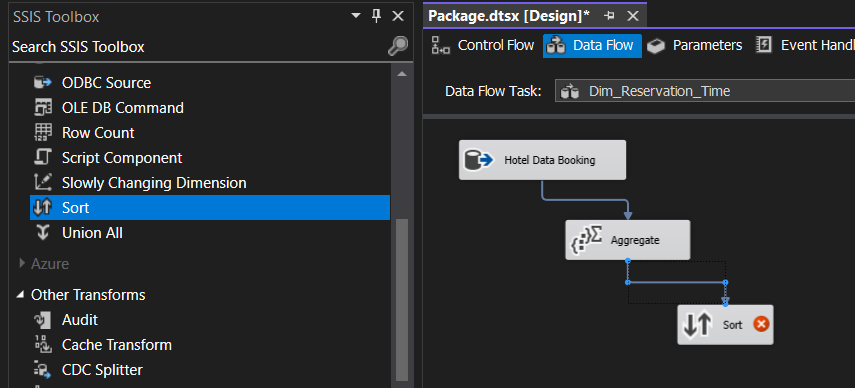 SSIS Toolbox
Search SSIS Toolbox
ODBC Source
OLE DB Command
Row Count
Script Component
Slowly Changing Dimension
Sort
Union All
Azure
Other Transforms
Audit
Cache Transform
CDC Splitter
Package.dtsx [Design]*
Control Flow
Data Flow
Parameters
Event Handl
Data Flow Task:
Dim_Reservation_Time
Hotel Data Booking
Aggregate
Sort